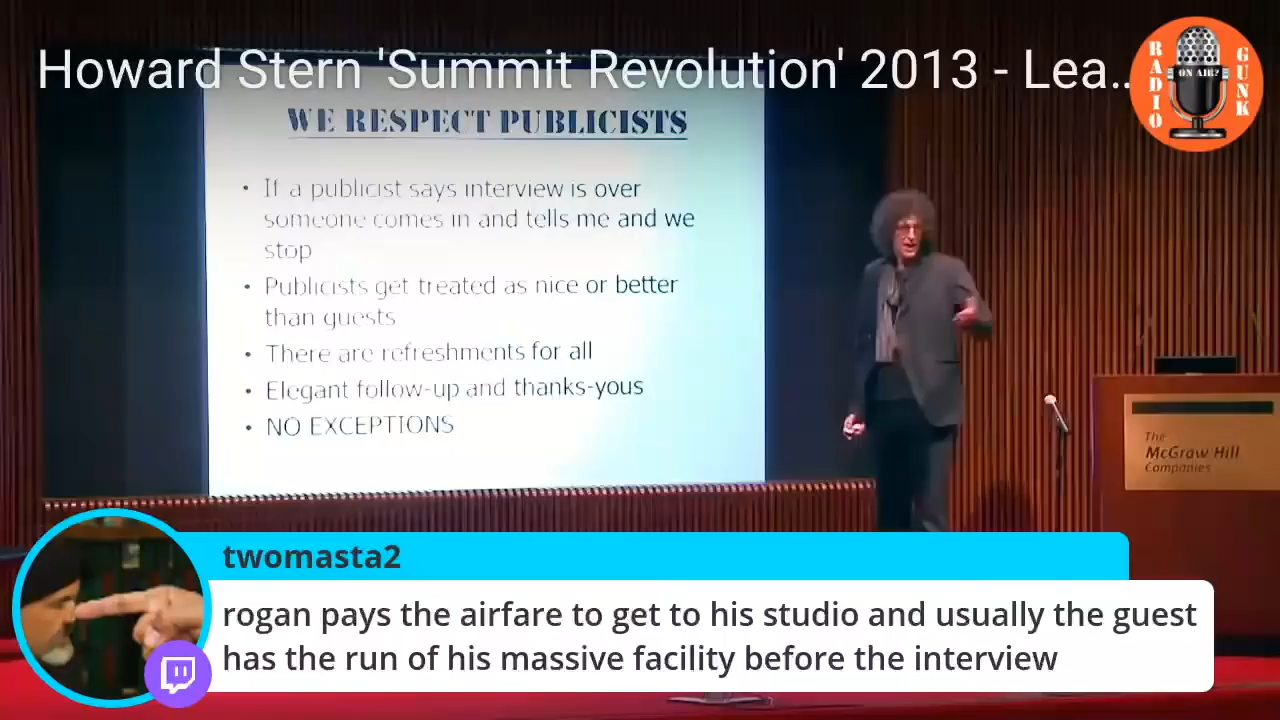 Howard Stern 'Summit Revolution' 2013 - Lea..
RADIO
ON AIR?
GUNK
WE RESPECT PUBLICISTS
• If a publicist says interview is over
someone comes in and tells me and we
stop
• Publicists get treated as nice or better
than guests
• There are refreshments for all
• Elegant follow-up and thanks-yous
• NO EXCEPTIONS
The
McGraw Hill
Companies
twomasta2
rogan pays the airfare to get to his studio and usually the guest
has the run of his massive facility before the interview